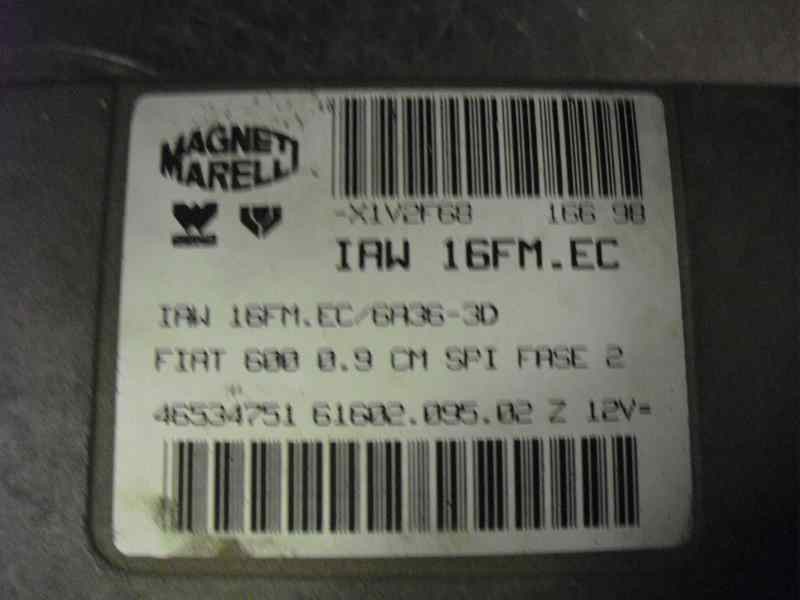 MAGNETI
MARELLI
-X1V2F68 166 98
IAW 16FM.EC
IAW 16FM.EC/6A36-3D
FIAT 600 0.9 CM SPI FASE 2
46534751 61602.095.02 Z 12V=